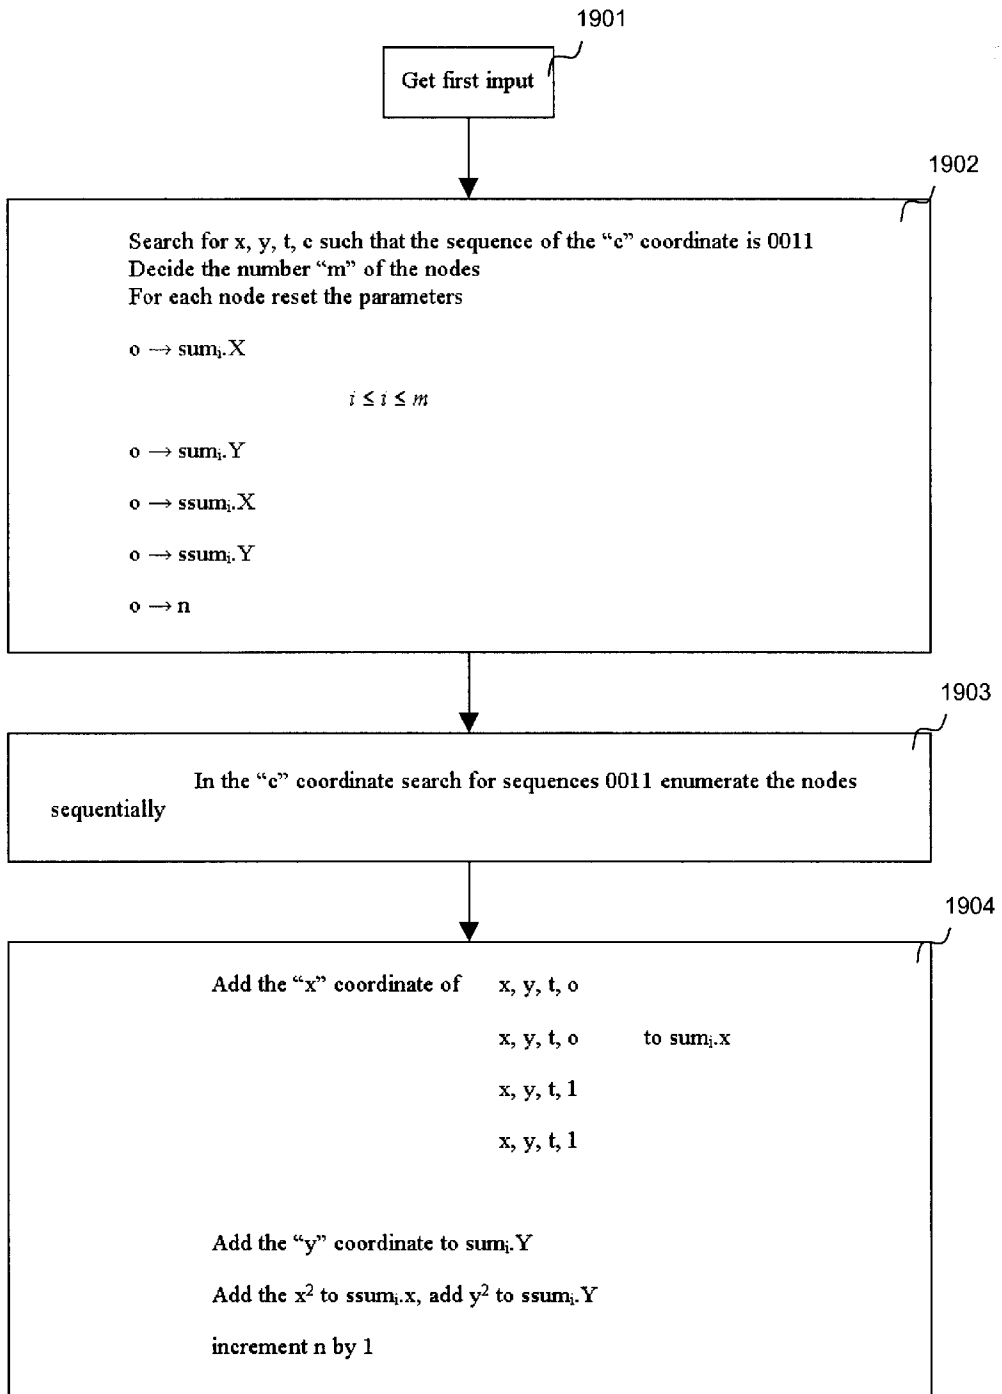 1901
Get first input
1902
Search for x, y, t, c such that the sequence of the “c” coordinate is 0011
Decide the number “m” of the nodes
For each node reset the parameters
o → sumᵢ.X
i ≤ i ≤ m
o → sumᵢ.Y
o → ssumᵢ.X
o → ssumᵢ.Y
o → n
1903
In the “c” coordinate search for sequences 0011 enumerate the nodes
sequentially
1904
Add the “x” coordinate of x, y, t, o
x, y, t, o to sumᵢ.x
x, y, t, 1
x, y, t, 1
Add the “y” coordinate to sumᵢ.Y
Add the x² to ssumᵢ.x, add y² to ssumᵢ.Y
increment n by 1